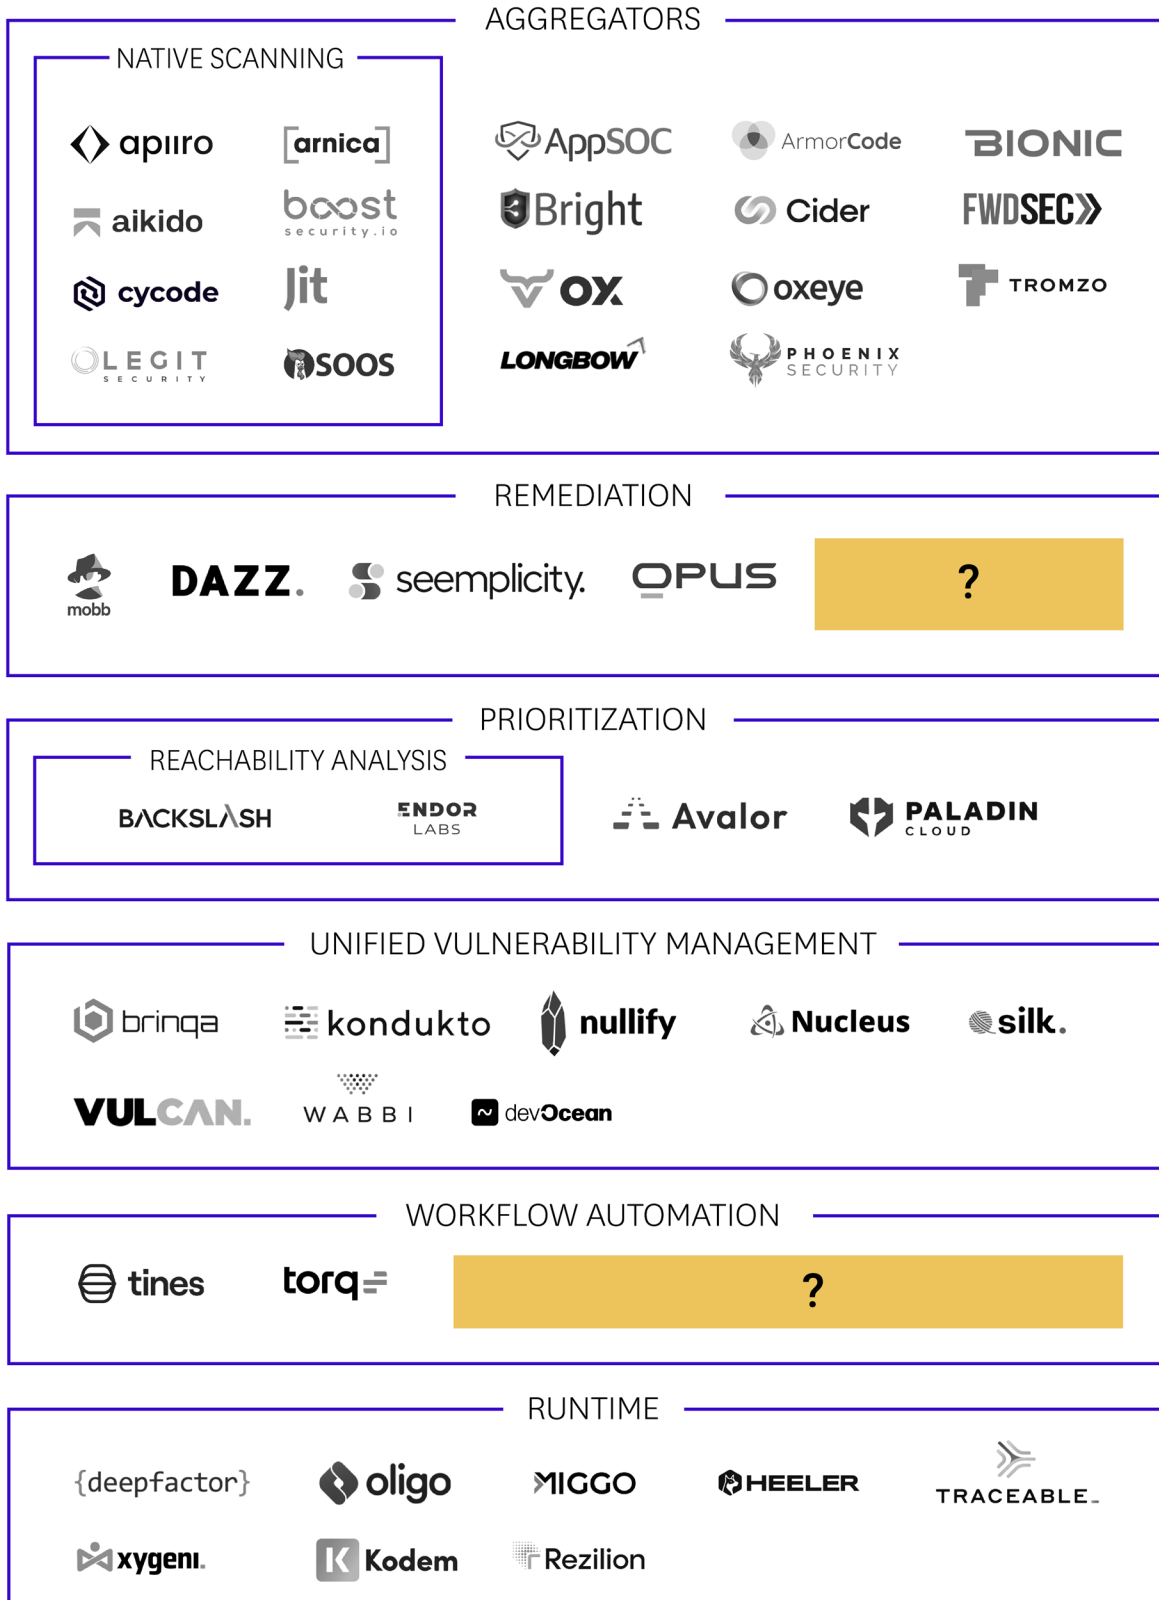 AGGREGATORS
NATIVE SCANNING
apiiro
[arnica]
AppSOC
ArmorCode
BIONIC
aikido
boost
security.io
Bright
Cider
FWDSEC
cycode
Jit
OX
oxeye
TROMZO
LEGIT
SECURITY
SOOS
LONGBOW
PHOENIX
SECURITY
REMEDIATION
mobb
DAZZ.
seemplicity.
OPUS
?
PRIORITIZATION
REACHABILITY ANALYSIS
BACKSLASH
ENDOR
LABS
Avalor
PALADIN
CLOUD
UNIFIED VULNERABILITY MANAGEMENT
brinqa
kondukto
nullify
Nucleus
silk.
VULCAN.
WABBI
devOcean
WORKFLOW AUTOMATION
tines
torq
?
RUNTIME
{deepfactor}
oligo
MIGGO
HEELER
TRACEABLE
xygeni.
K Kodem
Rezilion